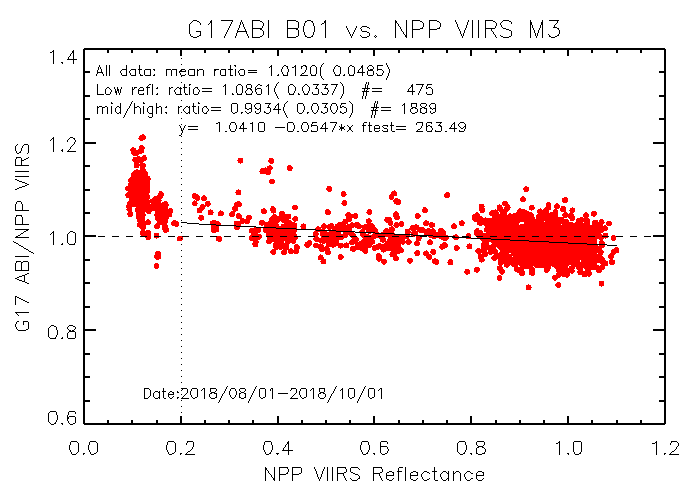 G17ABI B01 vs. NPP VIIRS M3
All data: mean ratio= 1.0120( 0.0485)
Low refl: ratio= 1.0861( 0.0337) #= 475
mid/high: ratio= 0.9934( 0.0305) #= 1889
y= 1.0410 -0.0547*x ftest= 263.49
1.4
1.2
1.0
0.8
0.6
G17 ABI/NPP VIIRS
Date:2018/08/01-2018/10/01
0.0 0.2 0.4 0.6 0.8 1.0 1.2
NPP VIIRS Reflectance